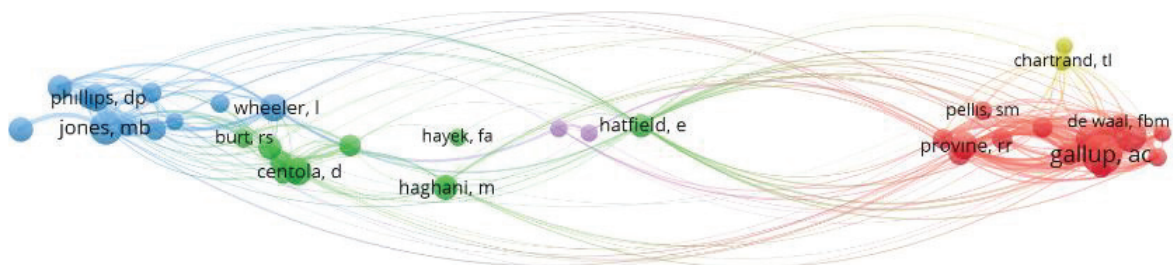 phillips, dp
jones, mb
wheeler, l
burt, rs
centola, d
hayek, fa
haghani, m
hatfield, e
chartrand, tl
pellis, sm
de waal, fbm
provine, rr
gallup, ac